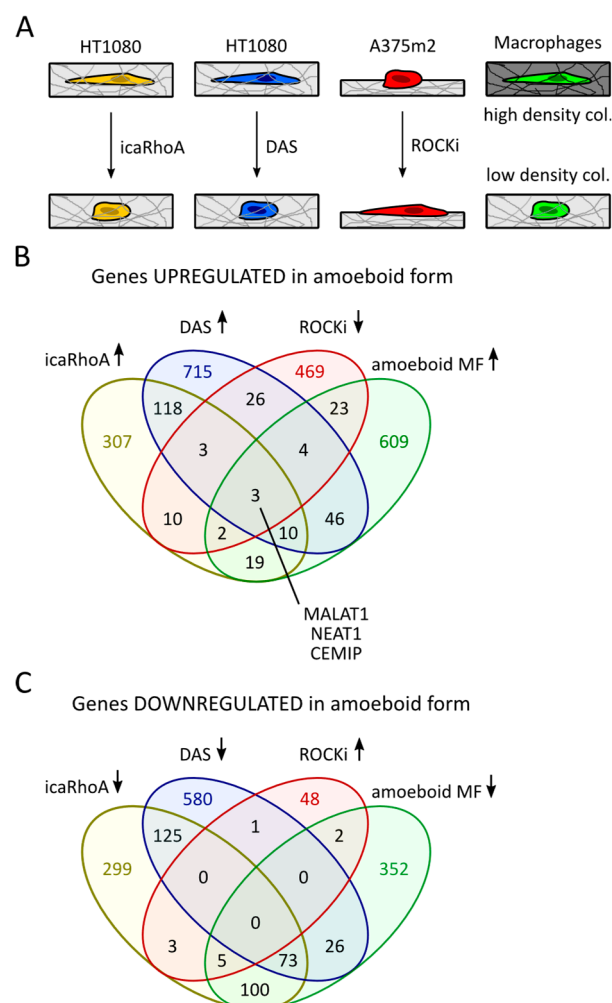 A
HT1080
HT1080
A375m2
Macrophages
high density col.
icaRhoA
DAS
ROCKi
low density col.
B
Genes UPREGULATED in amoeboid form
DAS ↑
ROCKi ↓
icaRhoA ↑
amoeboid MF ↑
715
469
118
26
23
307
3
4
609
3
10
2
10
46
19
MALAT1
NEAT1
CEMIP
C
Genes DOWNREGULATED in amoeboid form
DAS ↓
ROCKi ↑
icaRhoA ↓
amoeboid MF ↓
580
48
125
1
2
299
0
0
352
0
3
5
73
26
100